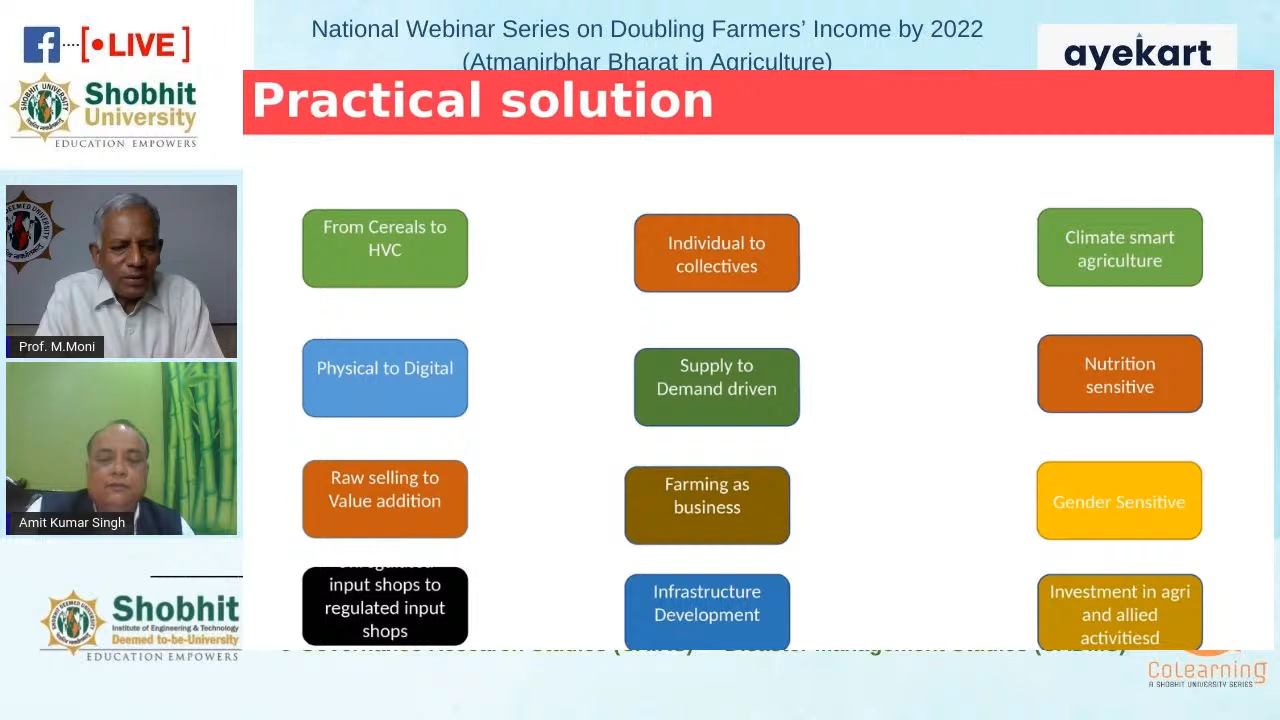 National Webinar Series on Doubling Farmers' Income by 2022
(Atmanirbhar Bharat in Agriculture)
[•LIVE]
ayekart
Shobhit
University
EDUCATION EMPOWERS
Practical solution
From Cereals to
HVC
Individual to
collectives
Climate smart
agriculture
Physical to Digital
Supply to
Demand driven
Nutrition
sensitive
Raw selling to
Value addition
Farming as
business
Gender Sensitive
input shops to
regulated input
shops
Infrastructure
Development
Investment in agri
and allied
activitiesd
Prof. M.Moni
Amit Kumar Singh
Shobhit
Institute of Engineering & Technology
Deemed to-be-University
EDUCATION EMPOWERS
CoLearning
A SHOBHIT UNIVERSITY SERIES